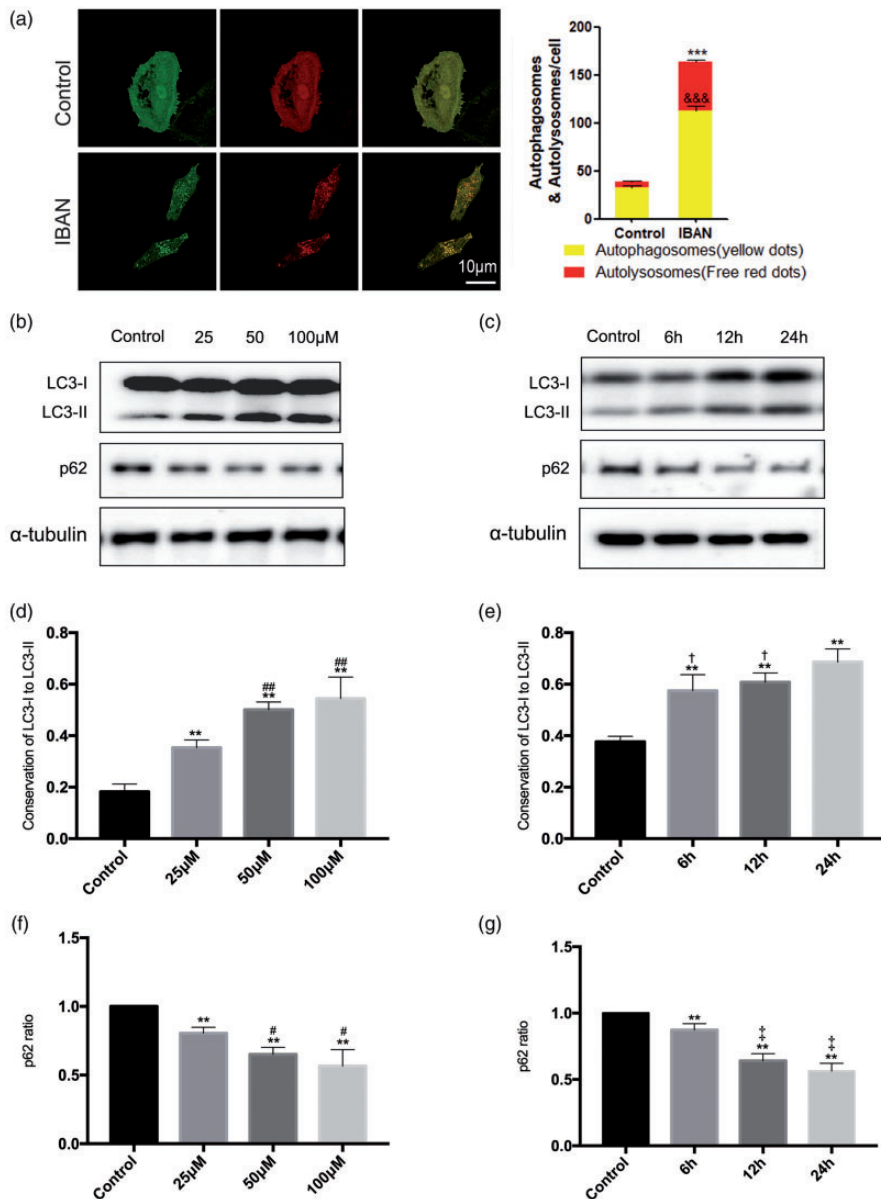 (a)
Control
IBAN
10μm
Autophagosomes
& Autolysosomes/cell
200
150
100
50
0
***
&&&
Control IBAN
Autophagosomes(yellow dots)
Autolysosomes(Free red dots)
(b)
Control 25 50 100μM
LC3-I
LC3-II
p62
α-tubulin
(c)
Control 6h 12h 24h
LC3-I
LC3-II
p62
α-tubulin
(d)
Conservation of LC3-I to LC3-II
0.8
0.6
0.4
0.2
0.0
**
##
**
##
**
Control 25μM 50μM 100μM
(e)
Conservation of LC3-I to LC3-II
0.8
0.6
0.4
0.2
0.0
†
**
†
**
**
Control 6h 12h 24h
(f)
p62 ratio
1.5
1.0
0.5
0.0
**
#
**
#
**
Control 25μM 50μM 100μM
(g)
p62 ratio
1.5
1.0
0.5
0.0
**
‡
**
‡
**
Control 6h 12h 24h